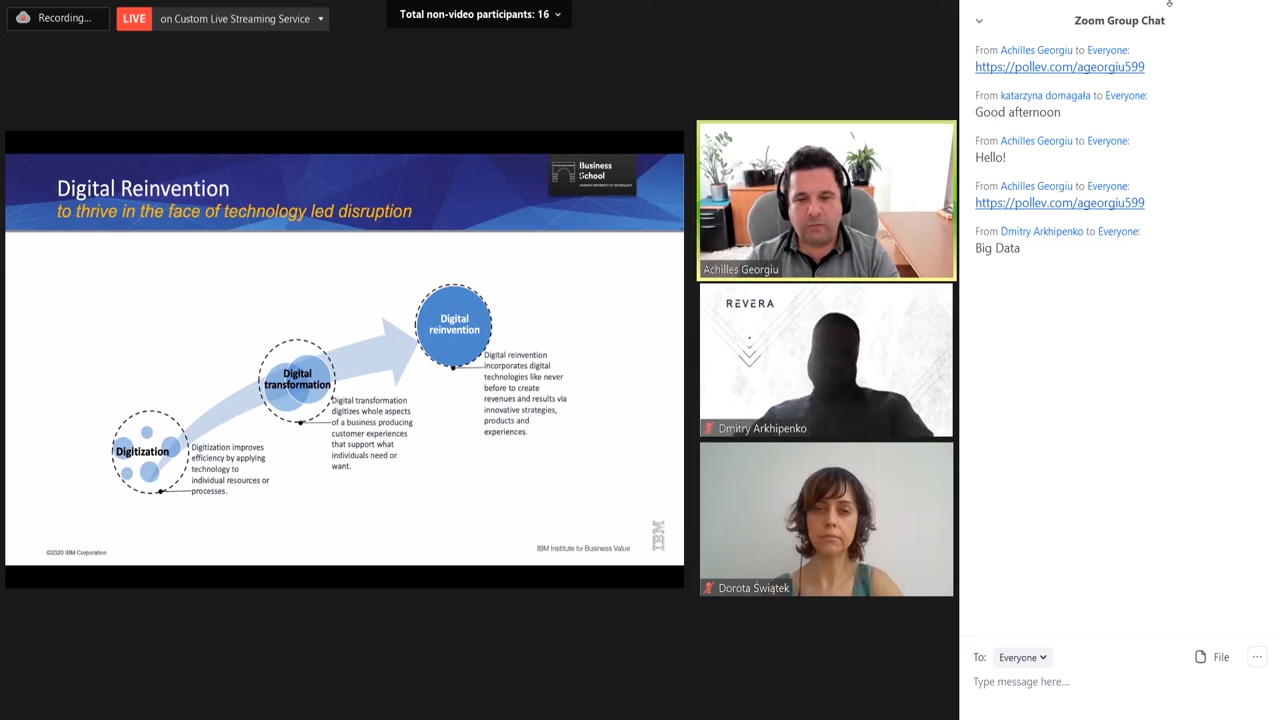 Recording...
LIVE
on Custom Live Streaming Service
Total non-video participants: 16
Digital Reinvention
to thrive in the face of technology led disruption
Business
School
Digitization
Digitization improves
efficiency by applying
technology to
individual resources or
processes.
Digital
transformation
Digital transformation
digitizes whole aspects
of a business producing
customer experiences
that support what
individuals need or
want.
Digital
reinvention
Digital reinvention
incorporates digital
technologies like never
before to create
revenues and results via
innovative strategies,
products and
experiences.
©2020 IBM Corporation
IBM Institute for Business Value
IBM
Achilles Georgiu
REVERA
Dmitry Arkhipenko
Dorota Świątek
Zoom Group Chat
From Achilles Georgiu to Everyone:
https://pollev.com/ageorgiu599
From katarzyna domagała to Everyone:
Good afternoon
From Achilles Georgiu to Everyone:
Hello!
From Achilles Georgiu to Everyone:
https://pollev.com/ageorgiu599
From Dmitry Arkhipenko to Everyone:
Big Data
To: Everyone
File
Type message here...